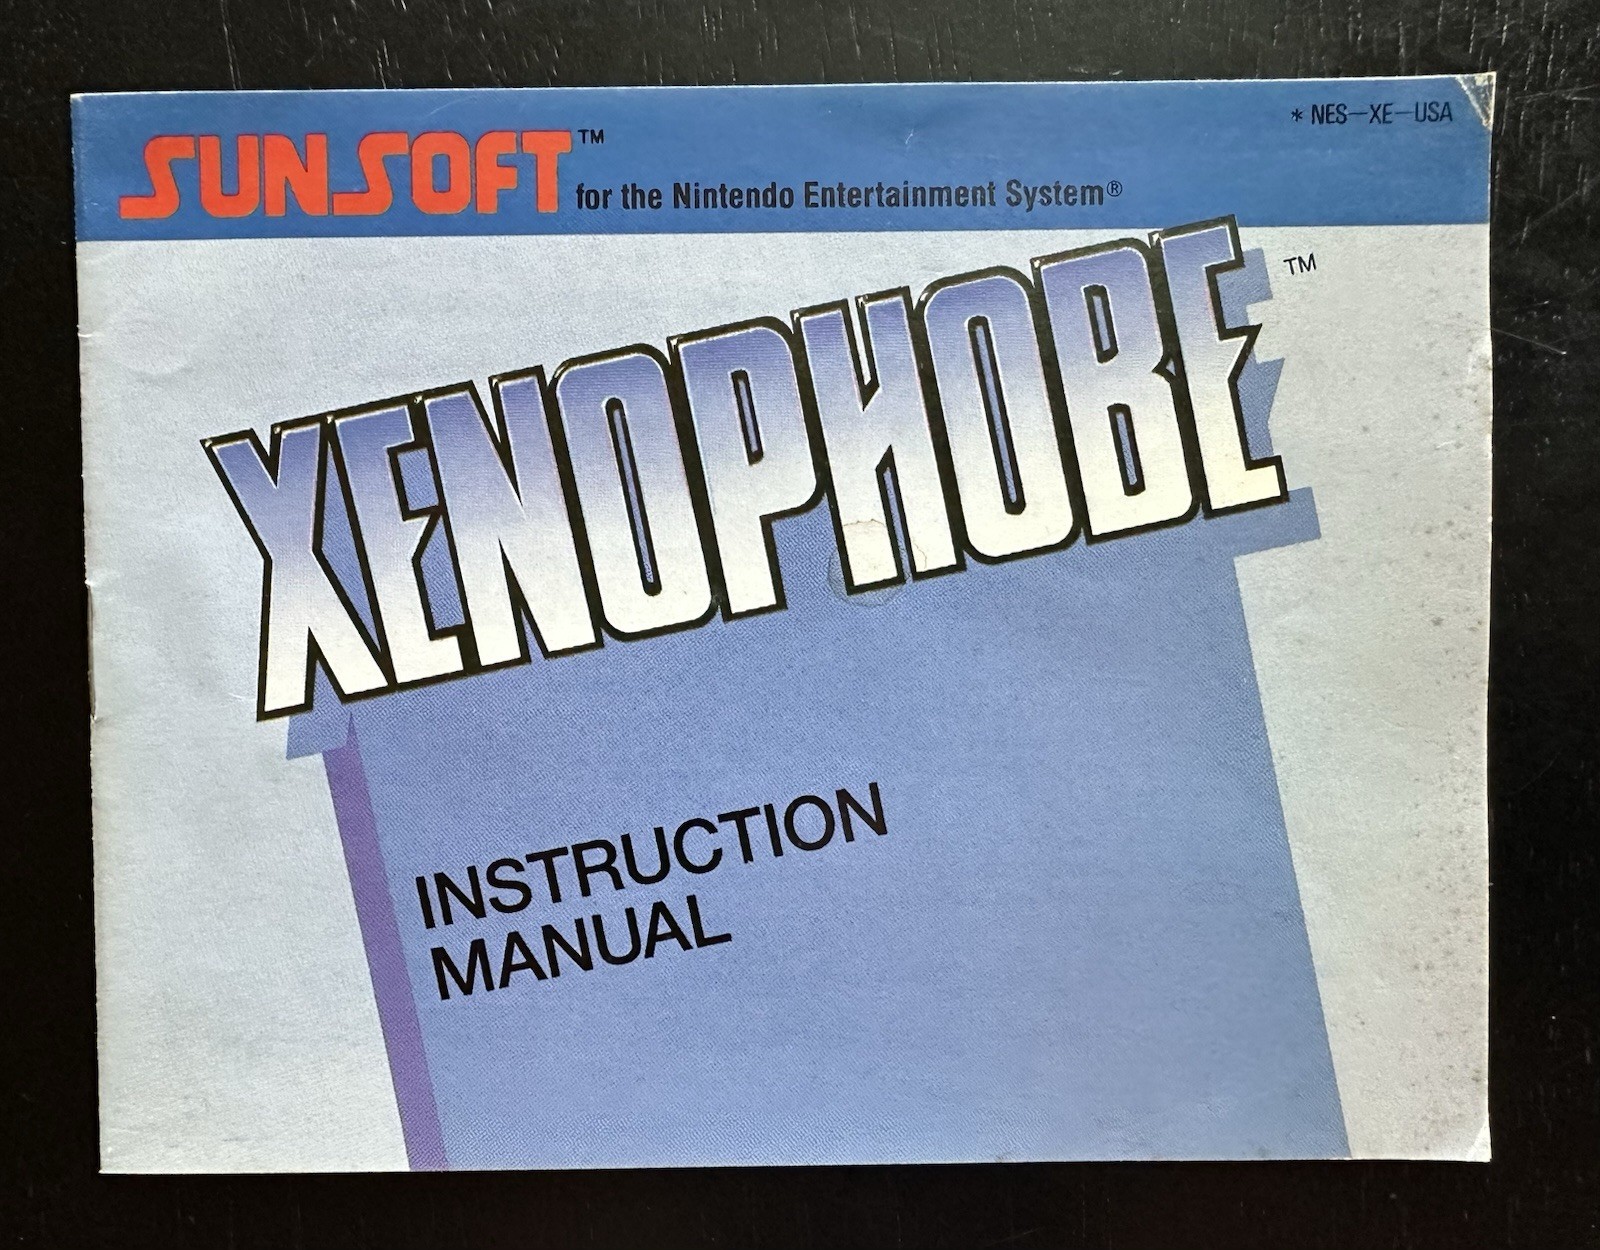 * NES—XE—USA
SUNSOFT™
for the Nintendo Entertainment System®
XENOPHOBE™
INSTRUCTION
MANUAL